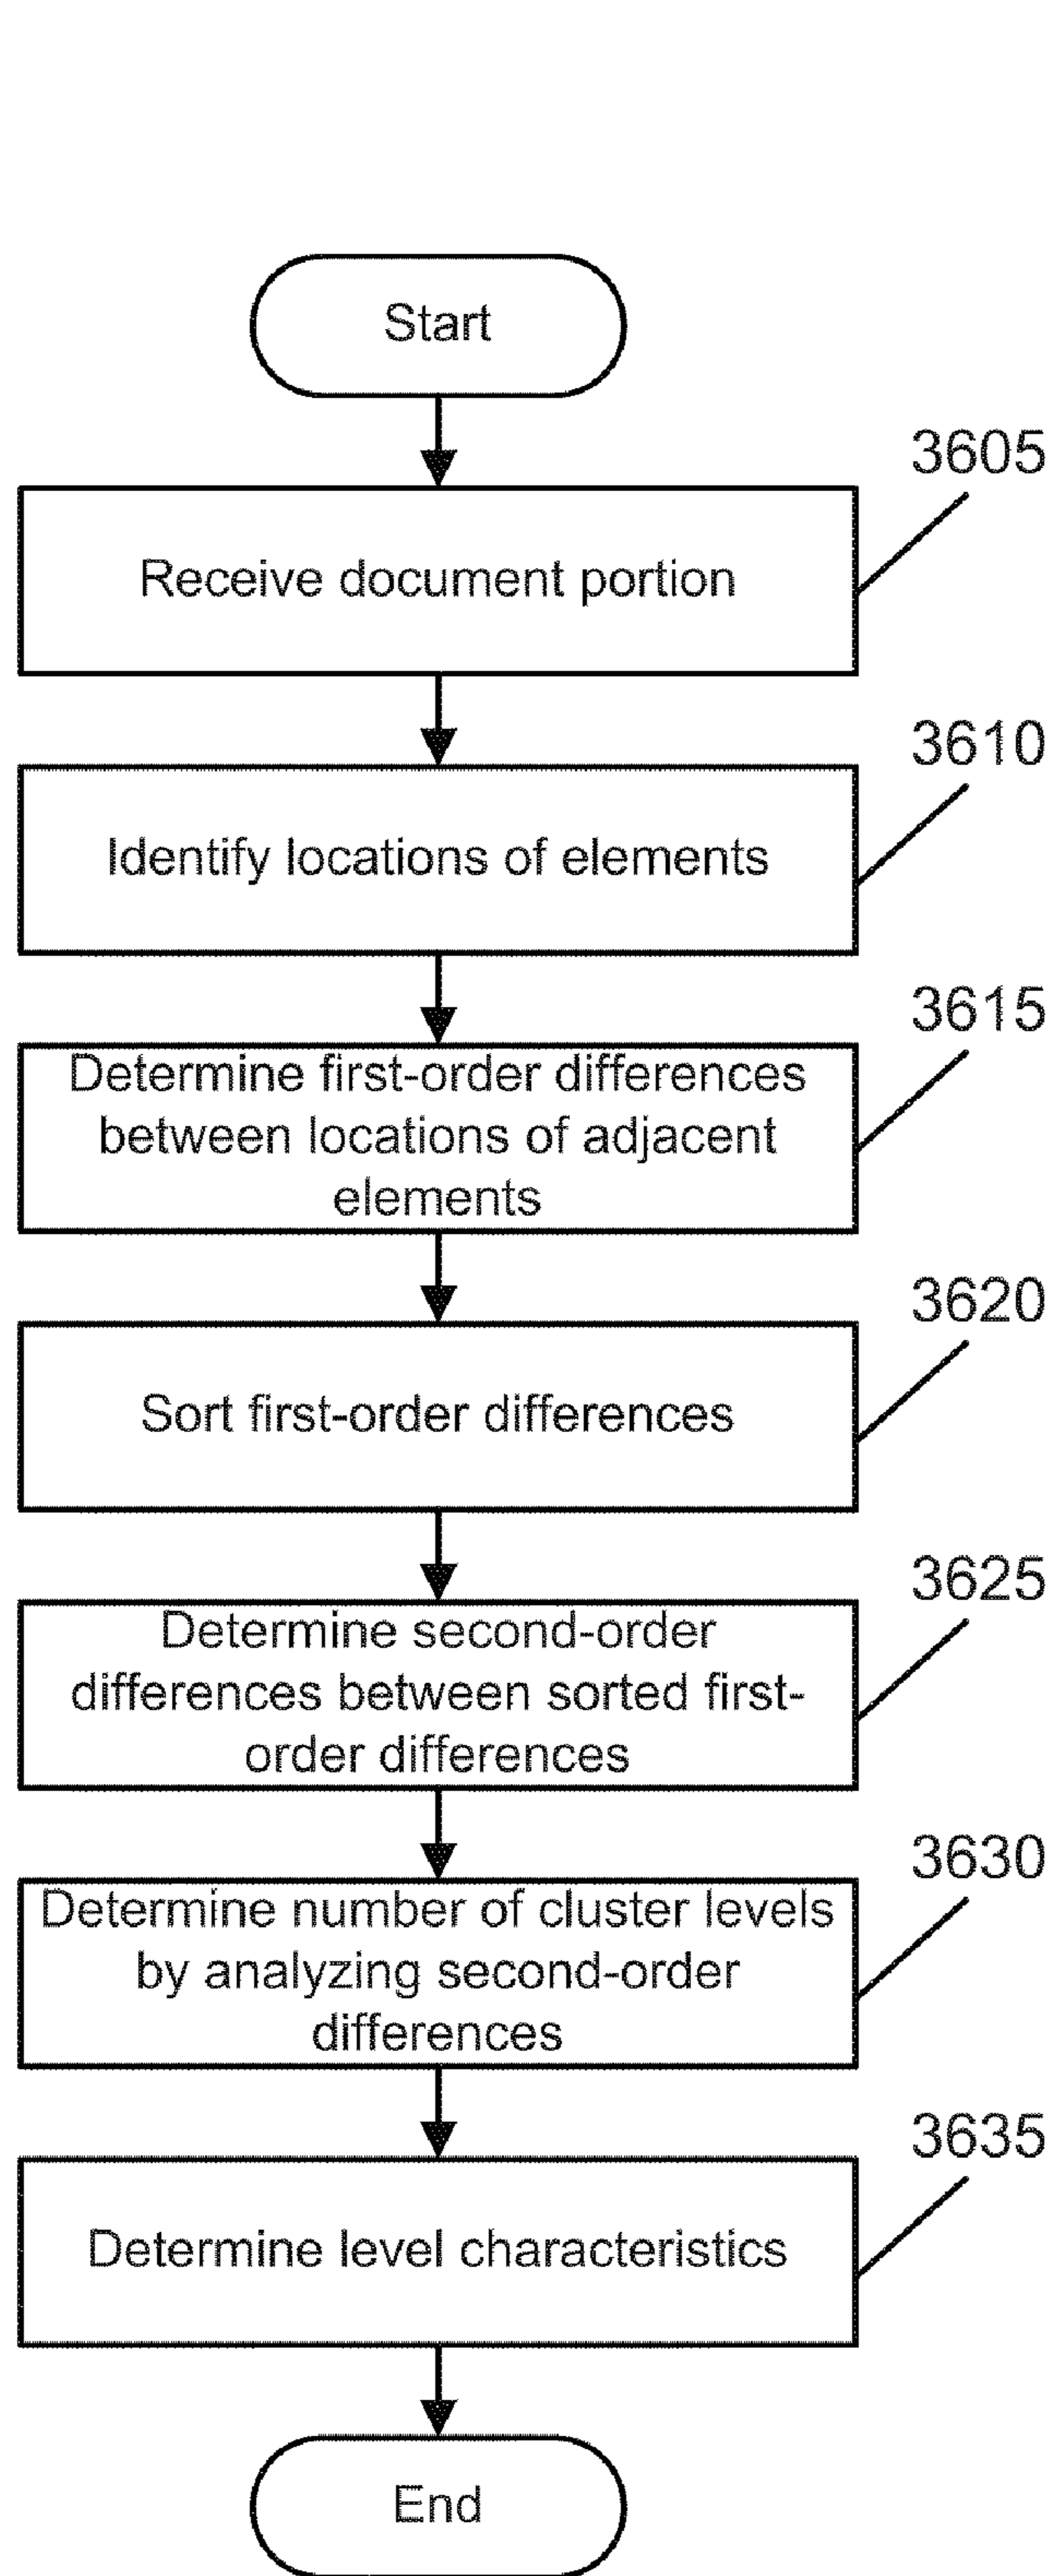 Start
3605
Receive document portion
3610
Identify locations of elements
3615
Determine first-order differences
between locations of adjacent
elements
3620
Sort first-order differences
3625
Determine second-order
differences between sorted first-
order differences
3630
Determine number of cluster levels
by analyzing second-order
differences
3635
Determine level characteristics
End